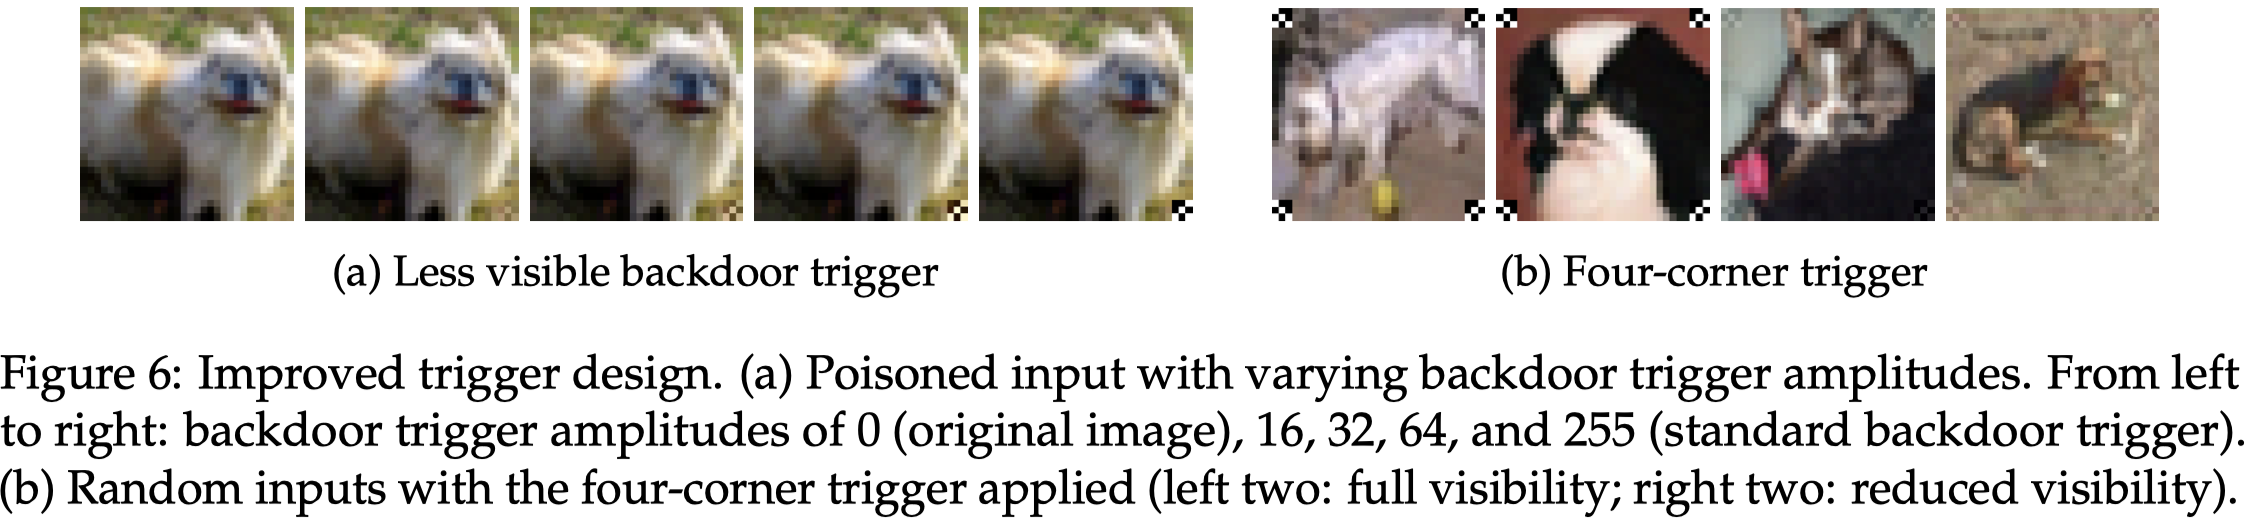 (a) Less visible backdoor trigger
(b) Four-corner trigger
Figure 6: Improved trigger design. (a) Poisoned input with varying backdoor trigger amplitudes. From left
to right: backdoor trigger amplitudes of 0 (original image), 16, 32, 64, and 255 (standard backdoor trigger).
(b) Random inputs with the four-corner trigger applied (left two: full visibility; right two: reduced visibility).